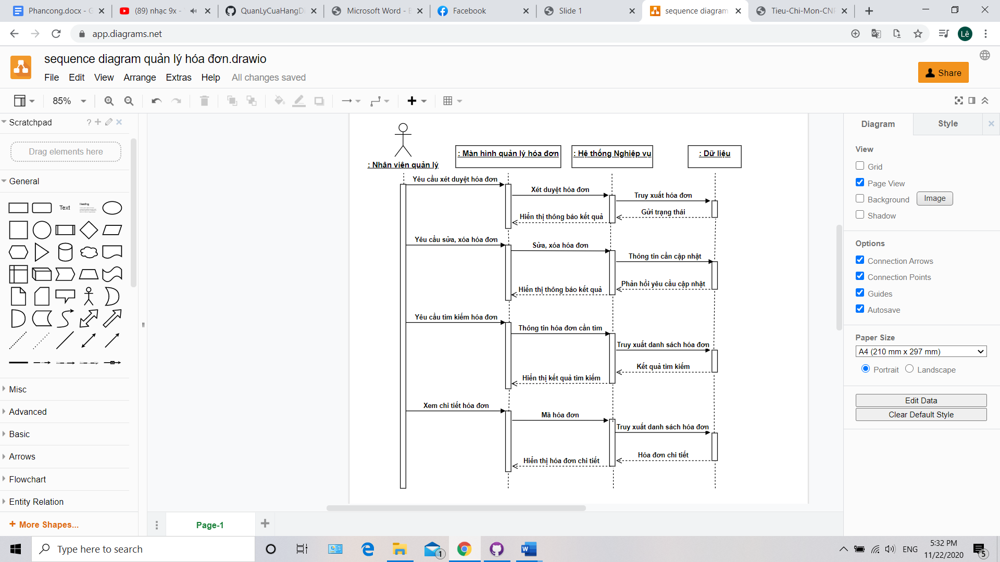 Phancong.docx - G
(89) nhạc 9x -
QuanLyCuaHangD
Microsoft Word - 
Facebook
Slide 1
sequence diagram
Tieu-Chi-Mon-CN
app.diagrams.net
Lê
sequence diagram quản lý hóa đơn.drawio
File Edit View Arrange Extras Help All changes saved
Share
85%
Scratchpad
?
Drag elements here
General
Text
Heading
Misc
Advanced
Basic
Arrows
Flowchart
Entity Relation
+ More Shapes...
: Nhân viên quản lý
: Màn hình quản lý hóa đơn
: Hệ thống Nghiệp vụ
: Dữ liệu
Yêu cầu xét duyệt hóa đơn
Xét duyệt hóa đơn
Truy xuất hóa đơn
Gửi trạng thái
Hiển thị thông báo kết quả
Yêu cầu sửa, xóa hóa đơn
Sửa, xóa hóa đơn
Thông tin cần cập nhật
Phản hồi yêu cầu cập nhật
Hiển thị thông báo kết quả
Yêu cầu tìm kiếm hóa đơn
Thông tin hóa đơn cần tìm
Truy xuất danh sách hóa đơn
Kết quả tìm kiếm
Hiển thị kết quả tìm kiếm
Xem chi tiết hóa đơn
Mã hóa đơn
Truy xuất danh sách hóa đơn
Hóa đơn chi tiết
Hiển thị hóa đơn chi tiết
Page-1
Diagram
Style
View
Grid
Page View
Background
Image
Shadow
Options
Connection Arrows
Connection Points
Guides
Autosave
Paper Size
A4 (210 mm x 297 mm)
Portrait
Landscape
Edit Data
Clear Default Style
Type here to search
1
ENG
5:32 PM
11/22/2020
5